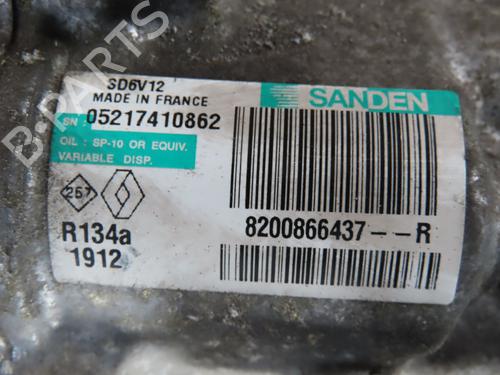 SD6V12
MADE IN FRANCE
SANDEN
SN: 05217410862
OIL : SP-10 OR EQUIV.
VARIABLE DISP.
257
R134a
1912
8200866437--R
B-PARTS